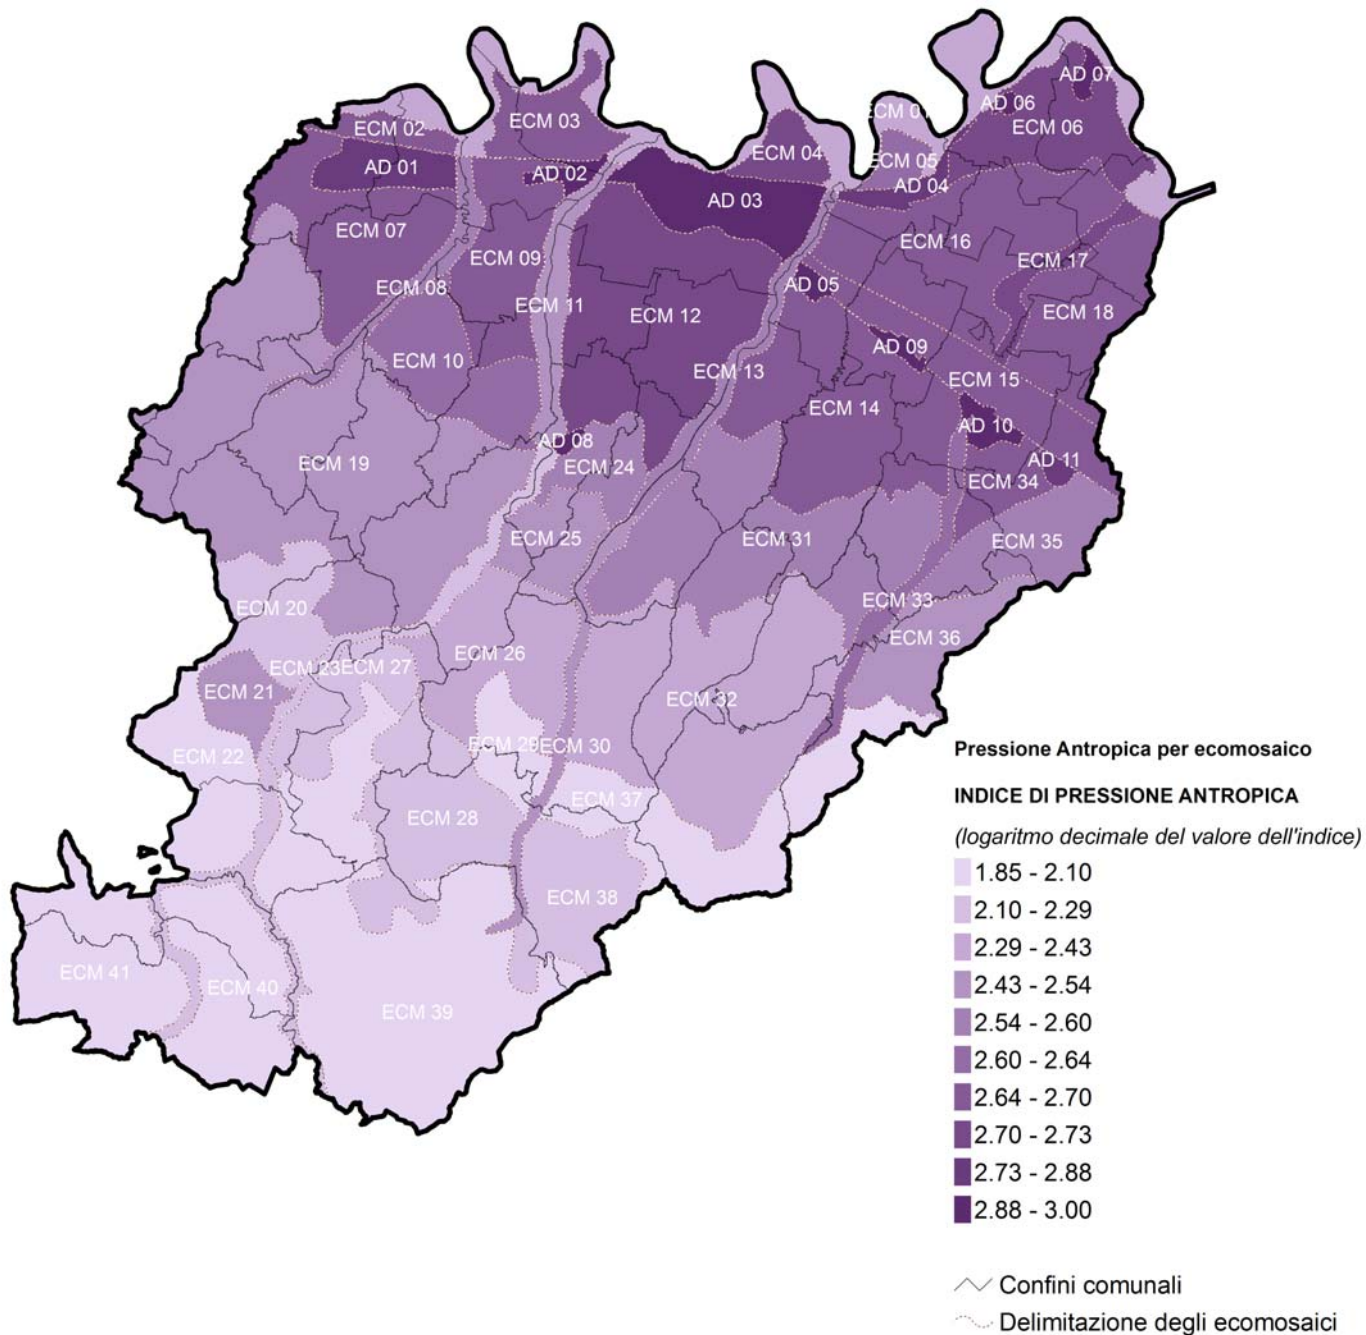 AD 07
AD 06
ECM 01
ECM 06
ECM 02
ECM 03
ECM 04
ECM 05
AD 01
AD 02
AD 03
AD 04
ECM 07
ECM 09
ECM 16
ECM 17
ECM 08
ECM 11
ECM 12
AD 05
ECM 18
ECM 10
ECM 13
AD 09
ECM 15
ECM 14
AD 10
AD 08
ECM 19
ECM 24
AD 11
ECM 34
ECM 25
ECM 31
ECM 35
ECM 20
ECM 33
ECM 36
ECM 23
ECM 27
ECM 26
ECM 21
ECM 32
ECM 22
ECM 29
ECM 30
ECM 37
ECM 28
ECM 38
ECM 41
ECM 40
ECM 39
Pressione Antropica per ecomosaico
INDICE DI PRESSIONE ANTROPICA
(logaritmo decimale del valore dell'indice)
1.85 - 2.10
2.10 - 2.29
2.29 - 2.43
2.43 - 2.54
2.54 - 2.60
2.60 - 2.64
2.64 - 2.70
2.70 - 2.73
2.73 - 2.88
2.88 - 3.00
Confini comunali
Delimitazione degli ecomosaici